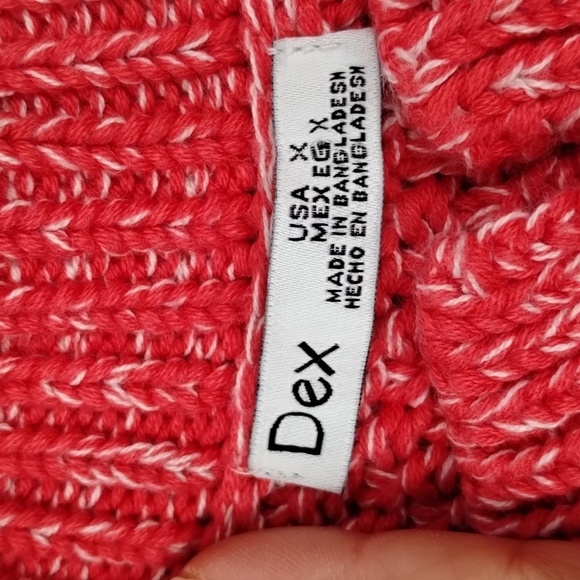 Dex
USA X
MEX EG X
MADE IN BANGLADESH
HECHO EN BANGLADESH